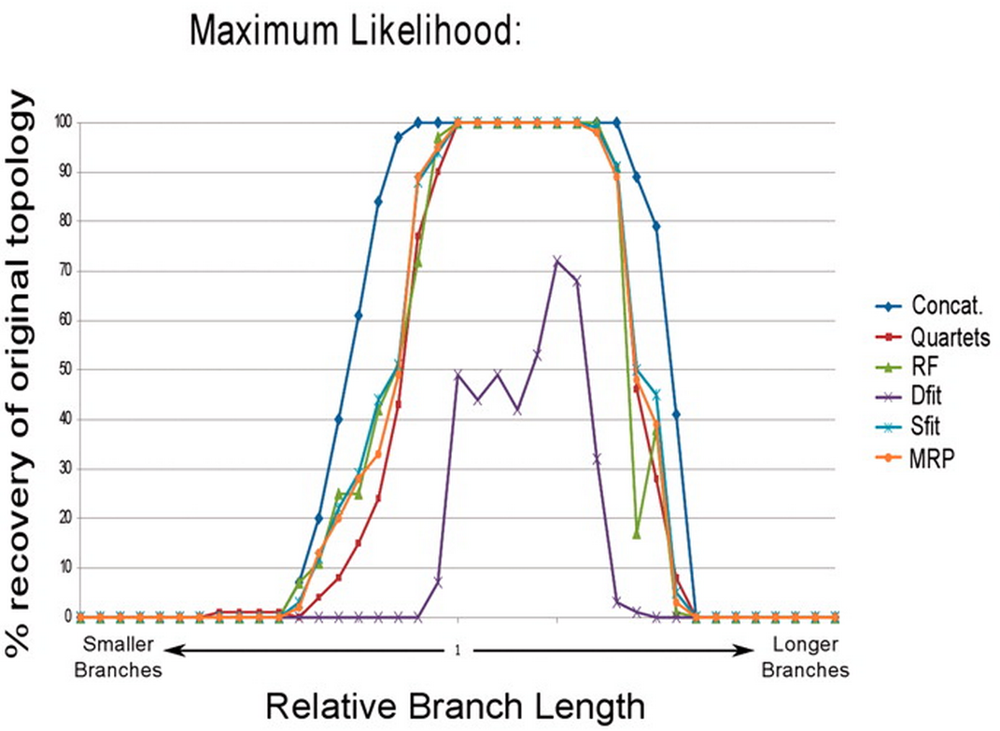 Maximum Likelihood:
% recovery of original topology
100
90
80
70
60
50
40
30
20
10
0
Concat.
Quartets
RF
Dfit
Sfit
MRP
Smaller
Branches
1
Longer
Branches
Relative Branch Length